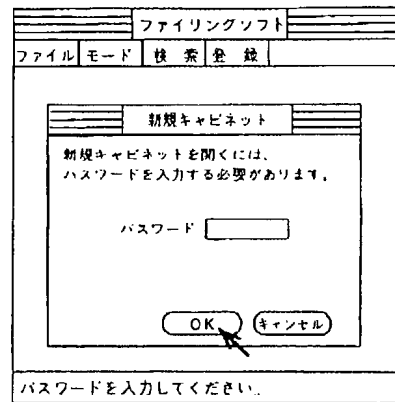 ファイリングソフト
ファイル モード 検索 登録
新規キャビネット
新規キャビネットを開くには、
パスワードを入力する必要があります。
パスワード
OK キャンセル
パスワードを入力してください。